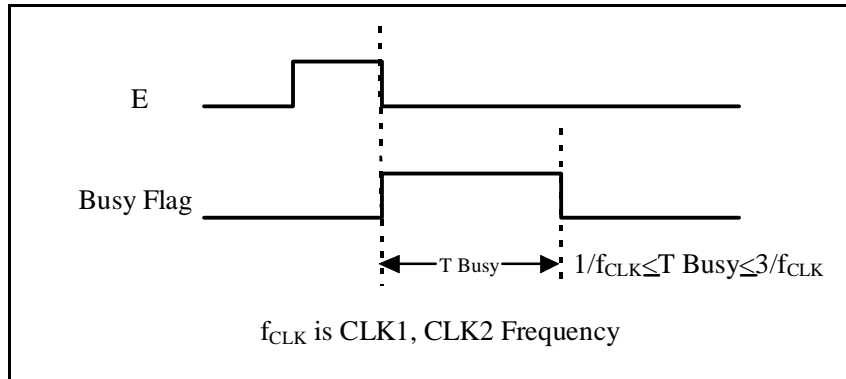 E
Busy Flag
T Busy
1/fCLK≤T Busy≤3/fCLK
fCLK is CLK1, CLK2 Frequency